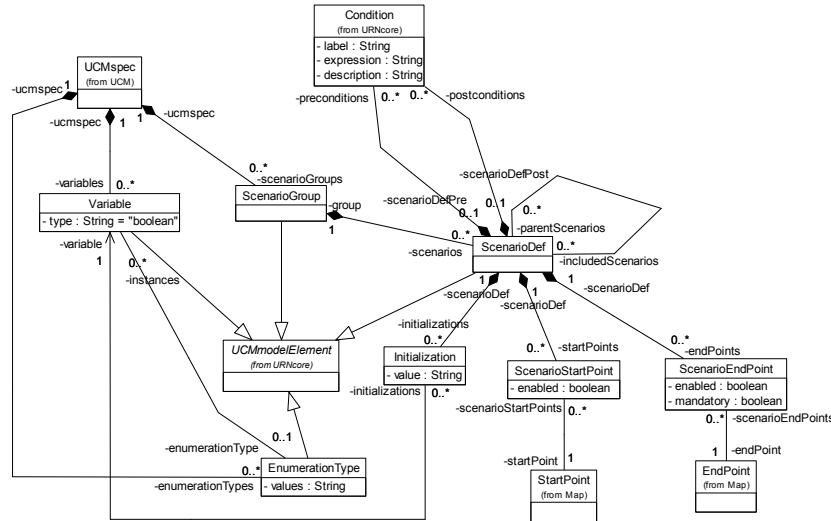 Condition
(from URNcore)
- label : String
- expression : String
- description : String
UCMspec
(from UCM)
-ucmspec
1
-ucmspec
1
1
-ucmspec
-preconditions
0..*
0..*
-postconditions
0..*
-scenarioGroups
-variables
0..*
Variable
- type : String = "boolean"
ScenarioGroup
-group
1
-scenarioDefPre
0..1
-scenarioDefPost
0..1
0..*
-parentScenarios
0..*
-scenarios
ScenarioDef
0..*
-includedScenarios
-variable
1
0..*
-instances
1
-scenarioDef
1
-scenarioDef
1
-scenarioDef
-initializations
0..*
UCMmodelElement
(from URNcore)
Initialization
- value : String
-initializations
0..*
0..*
-startPoints
ScenarioStartPoint
- enabled : boolean
-scenarioStartPoints
0..*
0..*
-endPoints
ScenarioEndPoint
- enabled : boolean
- mandatory : boolean
0..*
-scenarioEndPoints
-enumerationType
0..1
0..*
-enumerationTypes
EnumerationType
- values : String
-startPoint
1
StartPoint
(from Map)
1
-endPoint
EndPoint
(from Map)